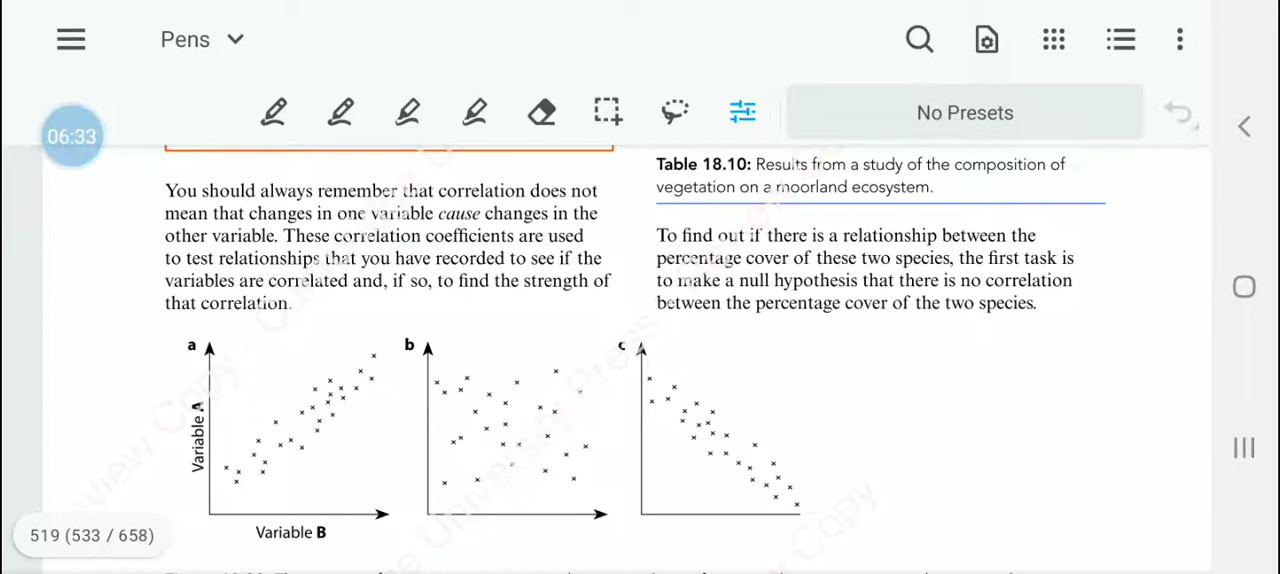 Pens
No Presets
06:33
You should always remember that correlation does not
mean that changes in one variable cause changes in the
other variable. These correlation coefficients are used
to test relationships that you have recorded to see if the
variables are correlated and, if so, to find the strength of
that correlation.
Table 18.10: Results from a study of the composition of
vegetation on a moorland ecosystem.
To find out if there is a relationship between the
percentage cover of these two species, the first task is
to make a null hypothesis that there is no correlation
between the percentage cover of the two species.
a
b
c
Variable A
Variable B
519 (533 / 658)